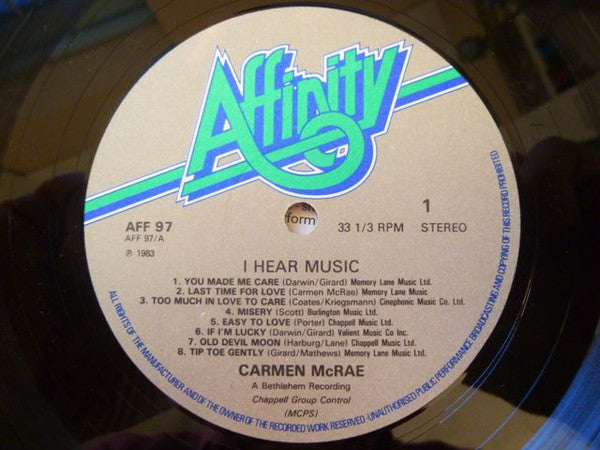 Affinity
AFF 97
AFF 97/A
℗ 1983
form
33 1/3 RPM
1
STEREO
I HEAR MUSIC
1. YOU MADE ME CARE (Darwin/Girard) Memory Lane Music Ltd.
2. LAST TIME FOR LOVE (Carmen McRae) Memory Lane Music
3. TOO MUCH IN LOVE TO CARE (Coates/Kriegsmann) Cinephonic Music Co. Ltd.
4. MISERY (Scott) Burlington Music Ltd.
5. EASY TO LOVE (Porter) Chappell Music Ltd.
6. IF I'M LUCKY (Darwin/Girard) Valient Music Co Inc.
7. OLD DEVIL MOON (Harburg/Lane) Chappell Music Ltd.
8. TIP TOE GENTLY (Girard/Mathews) Memory Lane Music Ltd.
CARMEN McRAE
A Bethlehem Recording
Chappell Group Control
(MCPS)
ALL RIGHTS OF THE MANUFACTURER AND OF THE OWNER OF THE RECORDED WORK RESERVED · UNAUTHORISED PUBLIC PERFORMANCE BROADCASTING AND COPYING OF THIS RECORD PROHIBITED